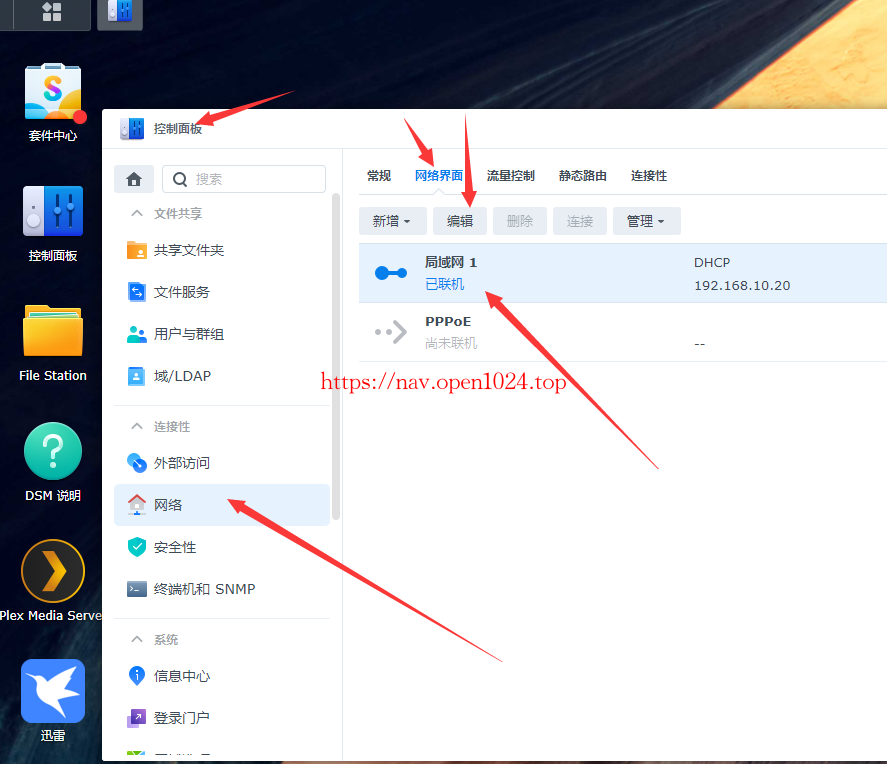 套件中心
控制面板
File Station
DSM 说明
Plex Media Serve
迅雷
控制面板
搜索
文件共享
共享文件夹
文件服务
用户与群组
域/LDAP
连接性
外部访问
网络
安全性
终端机和 SNMP
系统
信息中心
登录门户
常规 网络界面 流量控制 静态路由 连接性
新增 编辑 删除 连接 管理
局域网 1 DHCP
已联机 192.168.10.20
PPPoE
尚未联机 --
https://nav.open1024.top